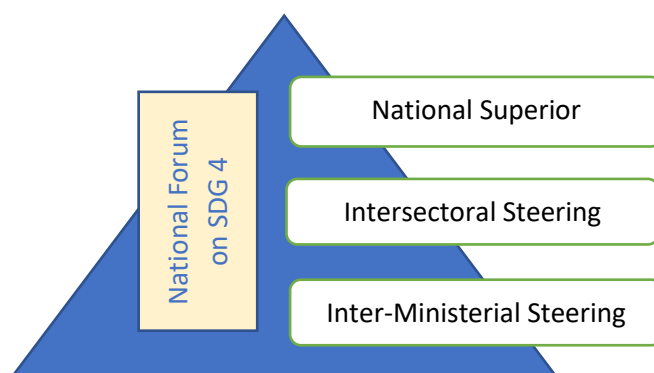 National Forum
on SDG 4
National Superior
Intersectoral Steering
Inter-Ministerial Steering